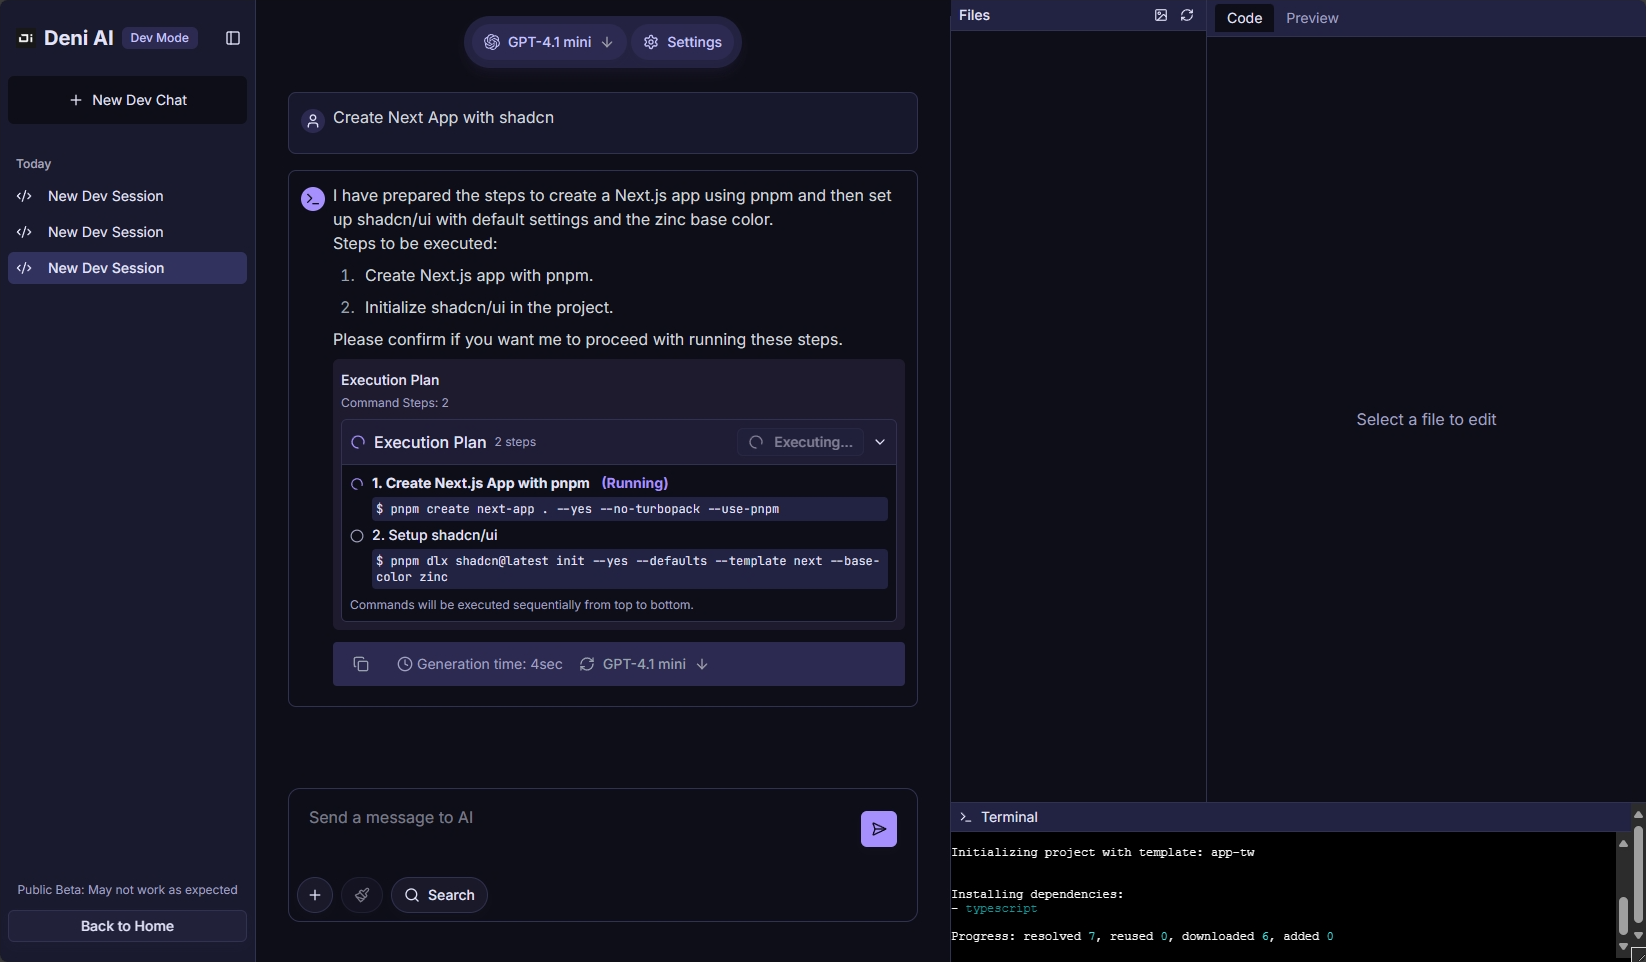 Deni AI
Dev Mode
New Dev Chat
Today
New Dev Session
New Dev Session
New Dev Session
Public Beta: May not work as expected
Back to Home
GPT-4.1 mini
Settings
Create Next App with shadcn
I have prepared the steps to create a Next.js app using pnpm and then set
up shadcn/ui with default settings and the zinc base color.
Steps to be executed:
1. Create Next.js app with pnpm.
2. Initialize shadcn/ui in the project.
Please confirm if you want me to proceed with running these steps.
Execution Plan
Command Steps: 2
Execution Plan 2 steps
Executing...
1. Create Next.js App with pnpm (Running)
$ pnpm create next-app . --yes --no-turbopack --use-pnpm
2. Setup shadcn/ui
$ pnpm dlx shadcn@latest init --yes --defaults --template next --base-
color zinc
Commands will be executed sequentially from top to bottom.
Generation time: 4sec
GPT-4.1 mini
Send a message to AI
Search
Files
Code
Preview
Select a file to edit
Terminal
Initializing project with template: app-tw
Installing dependencies:
- typescript
Progress: resolved 7, reused 0, downloaded 6, added 0